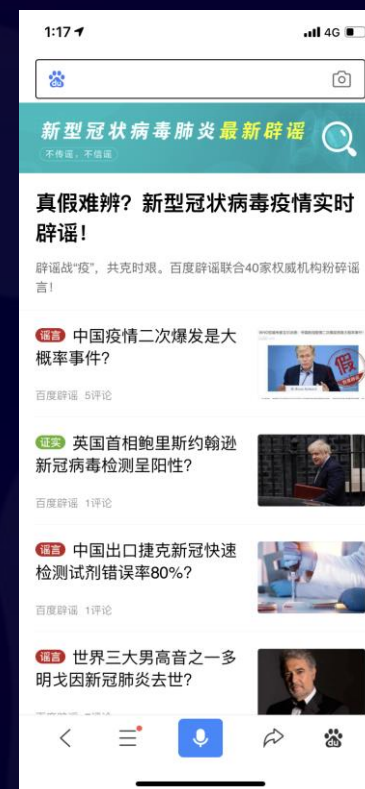 1:17
4G
新型冠状病毒肺炎最新辟谣
不传谣、不信谣
真假难辨？新型冠状病毒疫情实时
辟谣！
辟谣战“疫”，共克时艰。百度辟谣联合40家权威机构粉碎谣
言！
谣言 中国疫情二次爆发是大
概率事件？
百度辟谣 5评论
假
证实 英国首相鲍里斯约翰逊
新冠病毒检测呈阳性？
百度辟谣 1评论
谣言 中国出口捷克新冠快速
检测试剂错误率80%？
百度辟谣 1评论
谣言 世界三大男高音之一多
明戈因新冠肺炎去世？